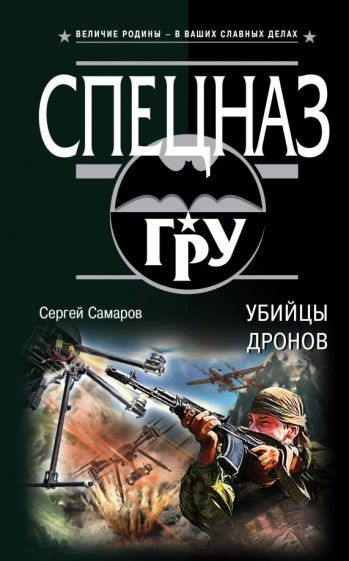 ВЕЛИЧИЕ РОДИНЫ – В ВАШИХ СЛАВНЫХ ДЕЛАХ
СПЕЦНАЗ
ГРУ
Сергей Самаров
УБИЙЦЫ
ДРОНОВ